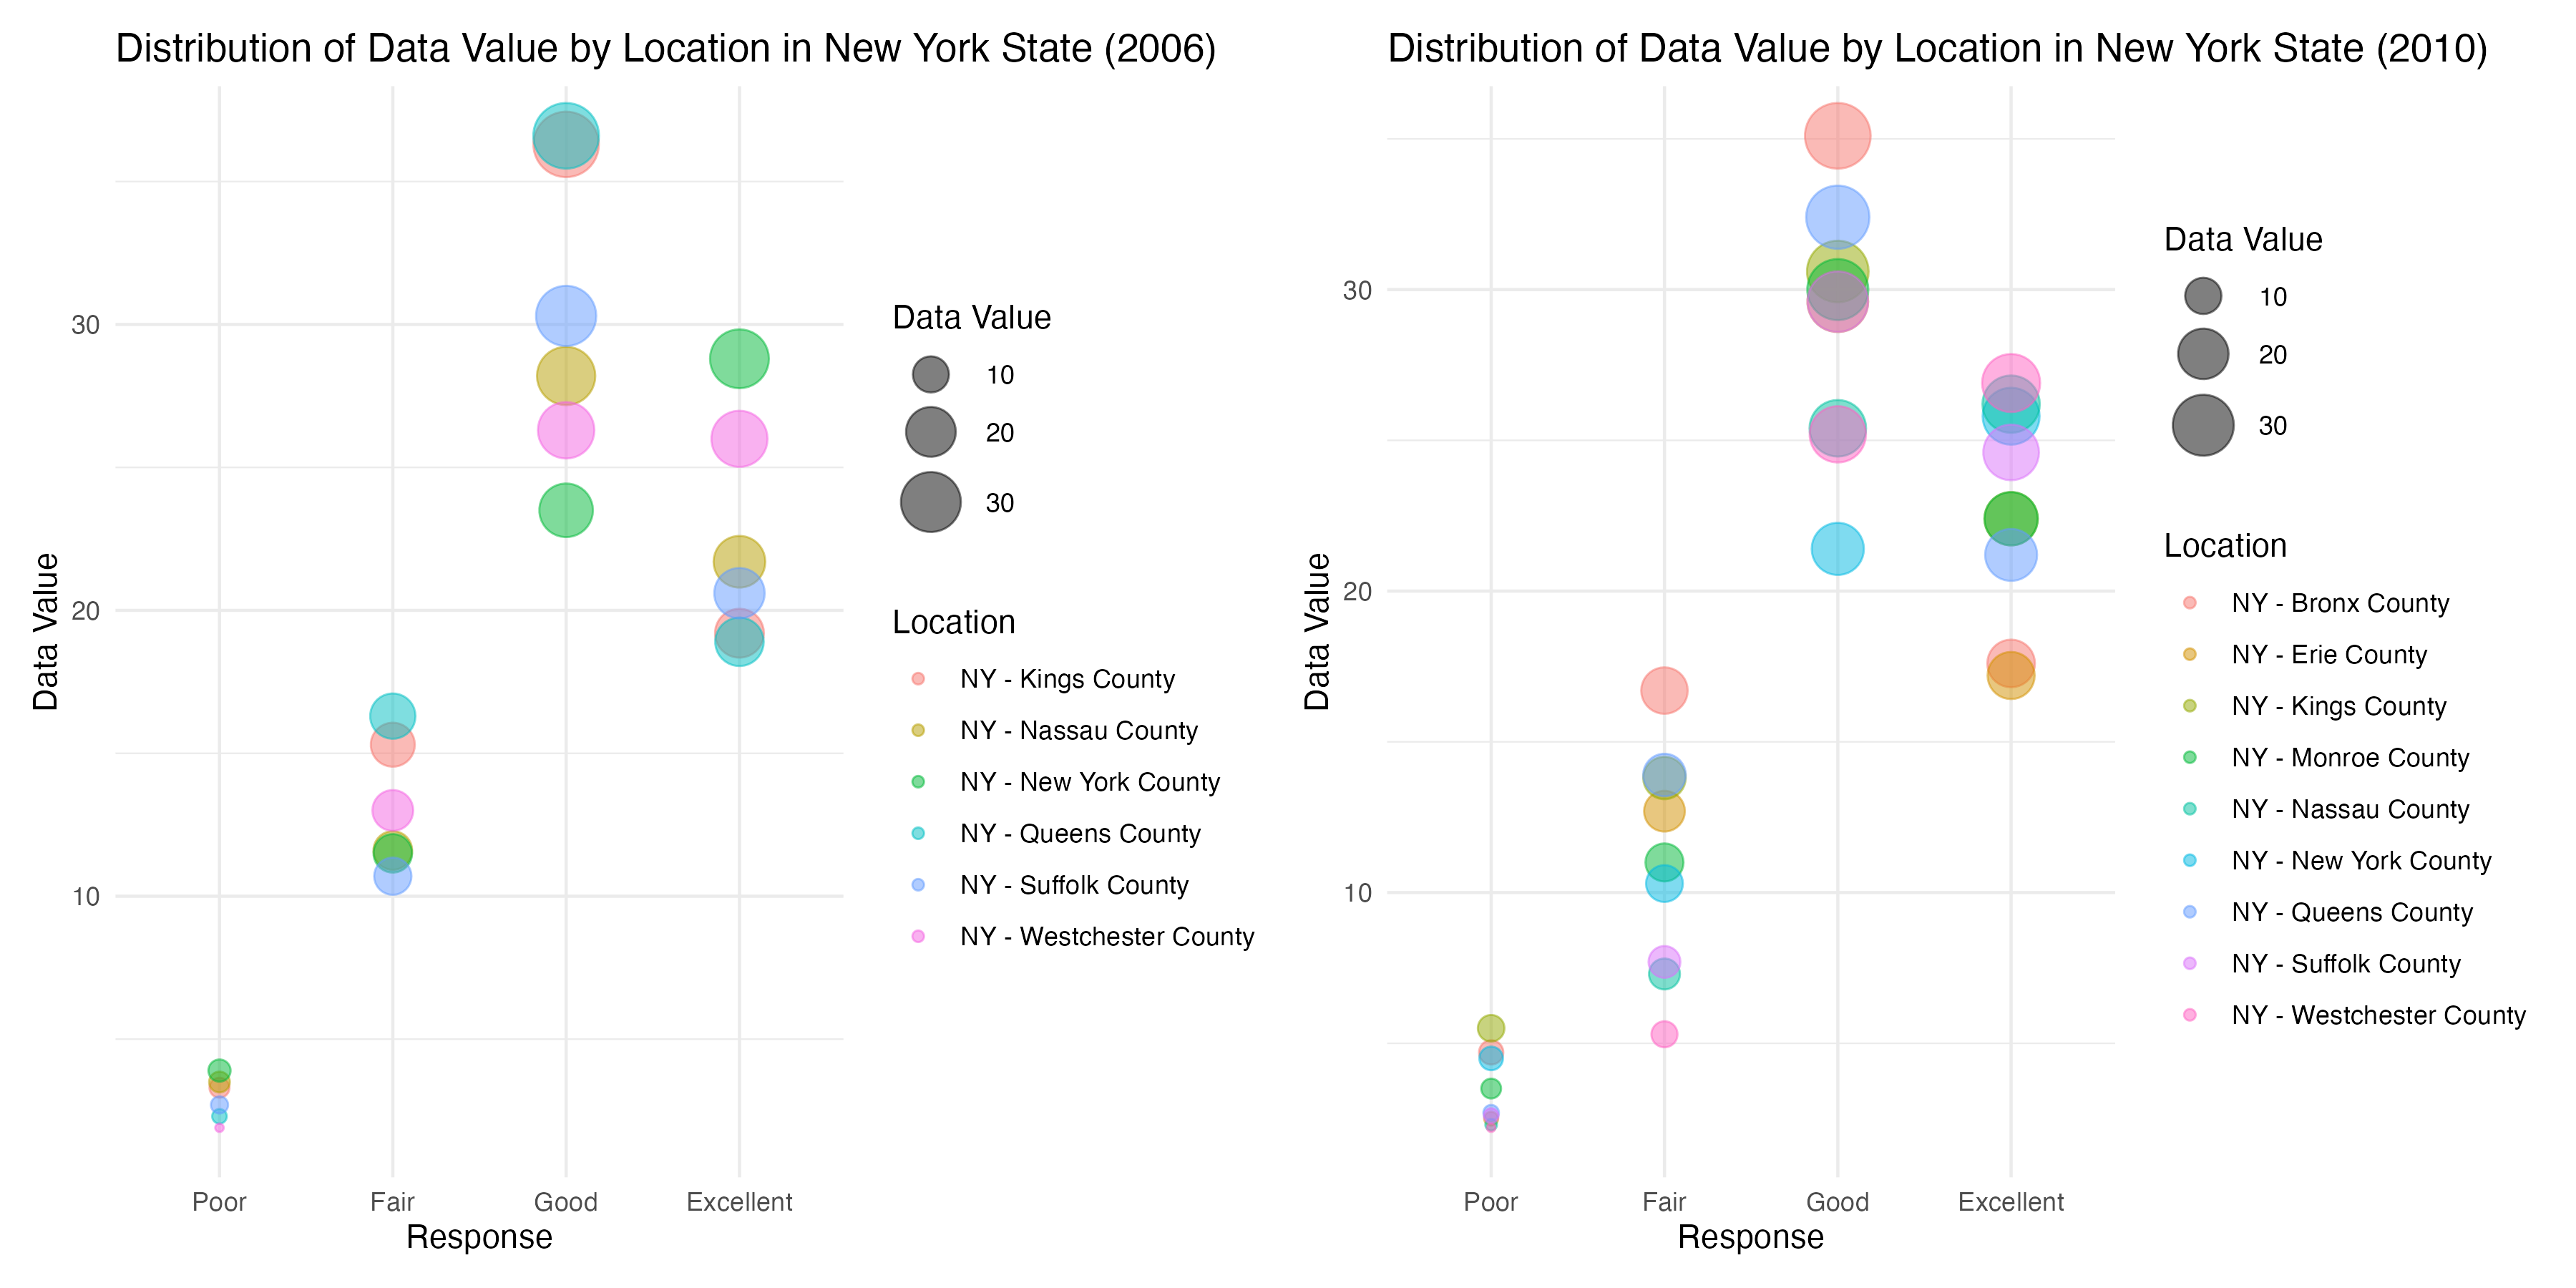 Distribution of Data Value by Location in New York State (2006)
Data Value
30
20
10
Poor
Fair
Good
Excellent
Response
Data Value
10
20
30
Location
NY - Kings County
NY - Nassau County
NY - New York County
NY - Queens County
NY - Suffolk County
NY - Westchester County
Distribution of Data Value by Location in New York State (2010)
Data Value
30
20
10
Poor
Fair
Good
Excellent
Response
Data Value
10
20
30
Location
NY - Bronx County
NY - Erie County
NY - Kings County
NY - Monroe County
NY - Nassau County
NY - New York County
NY - Queens County
NY - Suffolk County
NY - Westchester County